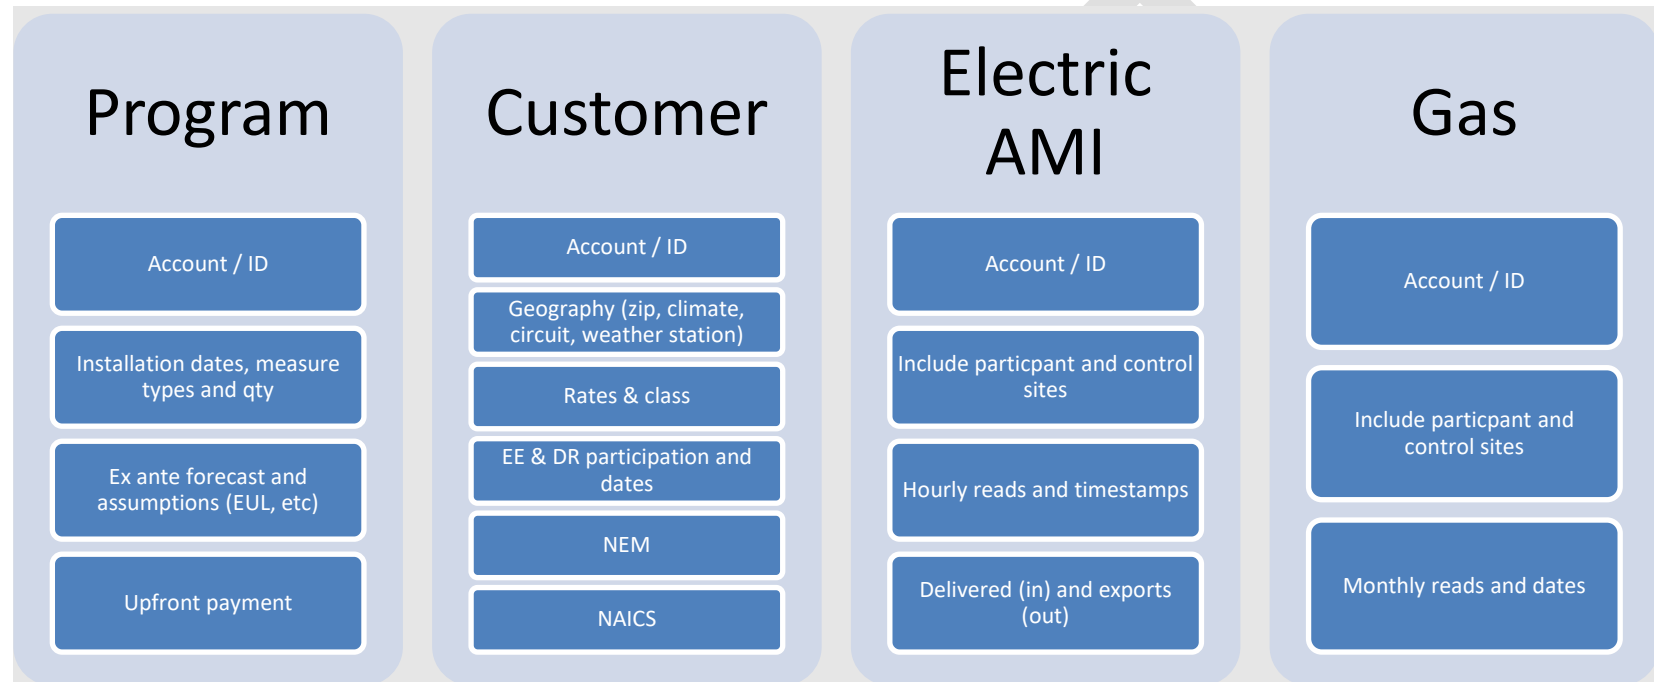 Program
Account / ID
Installation dates, measure
types and qty
Ex ante forecast and
assumptions (EUL, etc)
Upfront payment
Customer
Account / ID
Geography (zip, climate,
circuit, weather station)
Rates & class
EE & DR participation and
dates
NEM
NAICS
Electric
AMI
Account / ID
Include particpant and control
sites
Hourly reads and timestamps
Delivered (in) and exports
(out)
Gas
Account / ID
Include particpant and
control sites
Monthly reads and dates